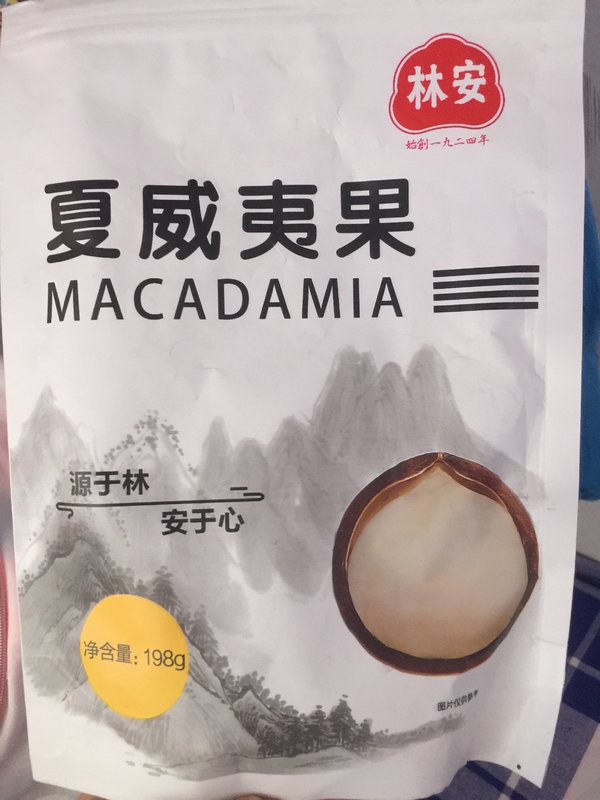 林安
始創一九二四年
夏威夷果
MACADAMIA
源于林
安于心
净含量:198g
图片仅供参考